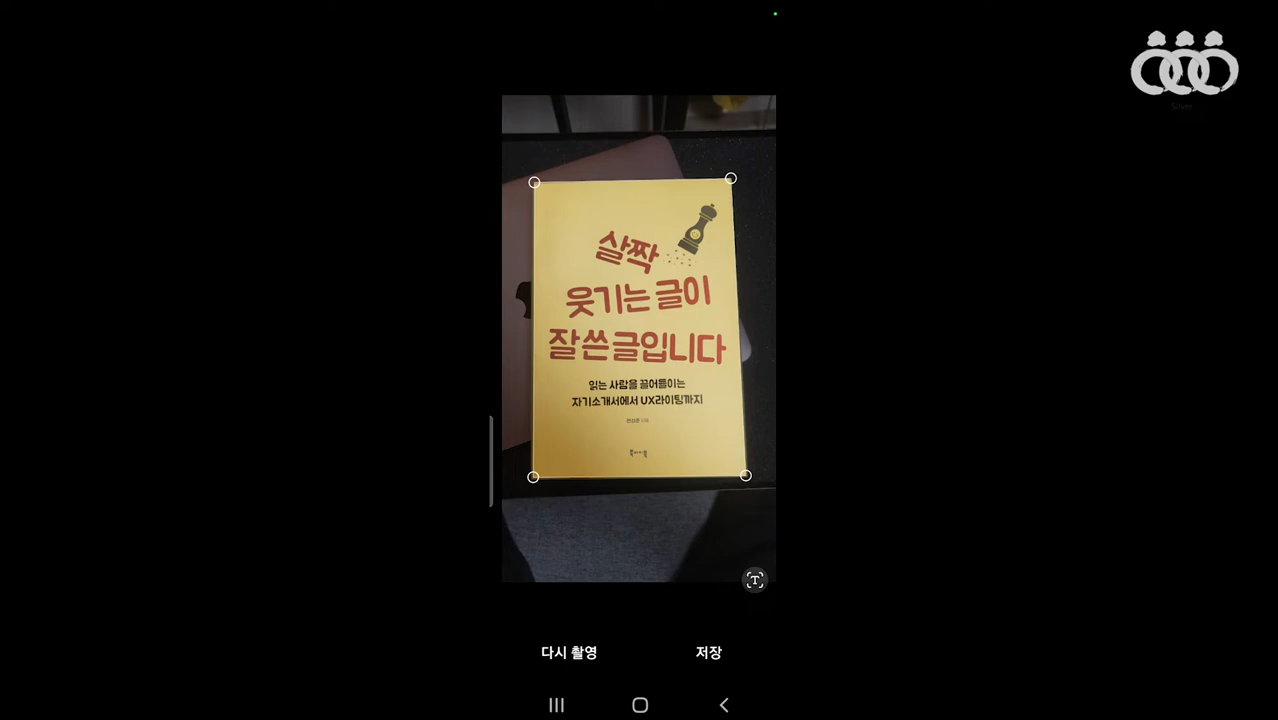 Silver
살짝
웃기는 글이
잘 쓴 글입니다
읽는 사람을 끌어들이는
자기소개서에서 UX라이팅까지
T
다시 촬영
저장